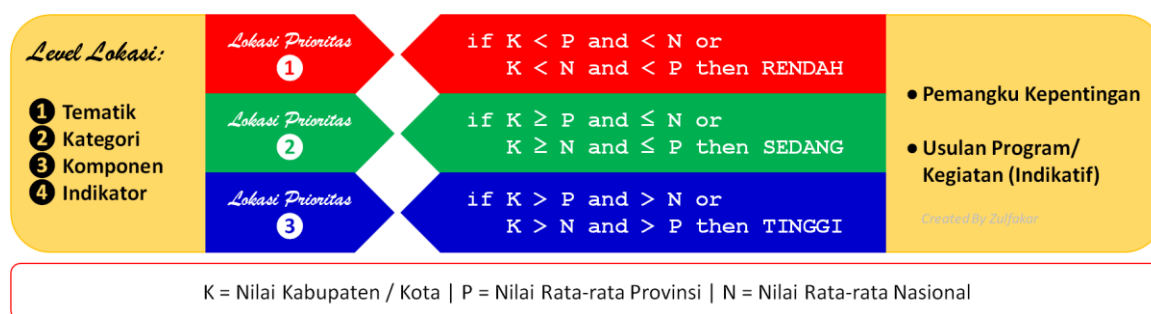 Level Lokasi:
1 Tematik
2 Kategori
3 Komponen
4 Indikator
Lokasi Prioritas
1
if K < P and < N or
K < N and < P then RENDAH
Lokasi Prioritas
2
if K ≥ P and ≤ N or
K ≥ N and ≤ P then SEDANG
Lokasi Prioritas
3
if K > P and > N or
K > N and > P then TINGGI
• Pemangku Kepentingan
• Usulan Program/
Kegiatan (Indikatif)
Created By Zulfakar
K = Nilai Kabupaten / Kota | P = Nilai Rata-rata Provinsi | N = Nilai Rata-rata Nasional